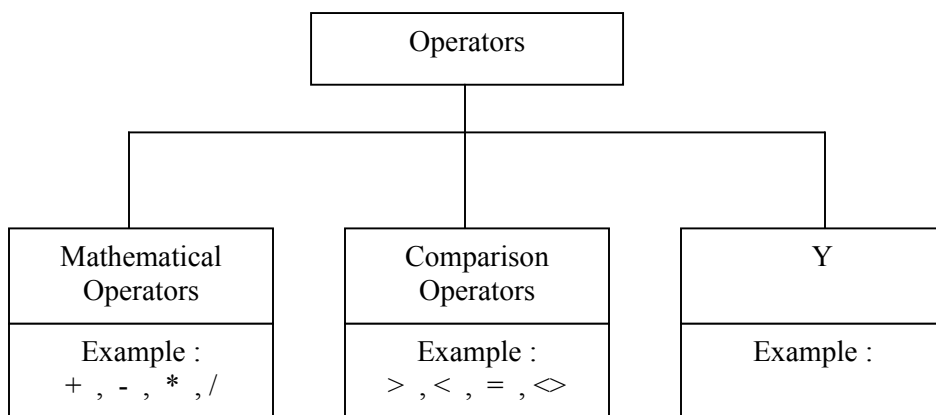 Operators
Mathematical
Operators
Example :
+ , - , * , /
Comparison
Operators
Example :
> , < , = , <>
Y
Example :